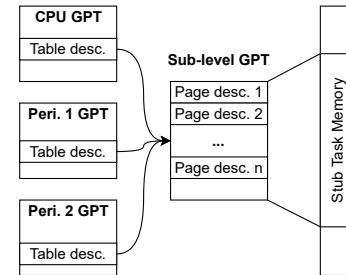 CPU GPT
Table desc.
Peri. 1 GPT
Table desc.
Peri. 2 GPT
Table desc.
Sub-level GPT
Page desc. 1
Page desc. 2
...
Page desc. n
Stub Task Memory